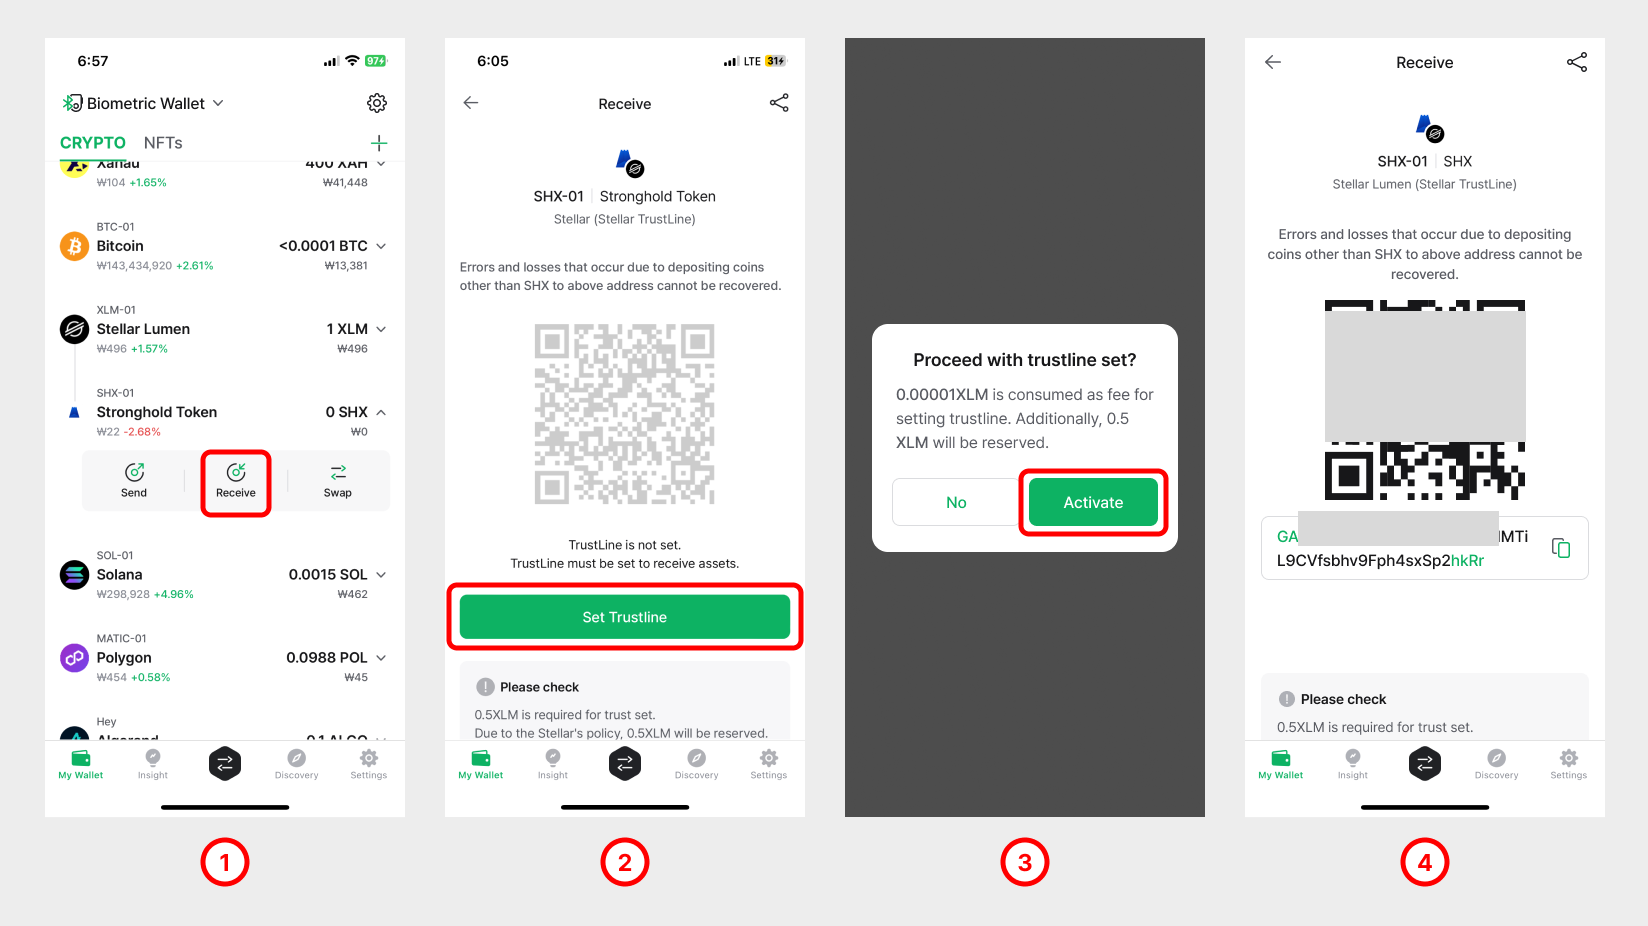 6:57
97
Biometric Wallet
CRYPTO NFTs
Xahau 400 XAH
₩104 +1.65% ₩41,448
BTC-01
Bitcoin <0.0001 BTC
₩143,434,920 +2.61% ₩13,381
XLM-01
Stellar Lumen 1 XLM
₩496 +1.57% ₩496
SHX-01
Stronghold Token 0 SHX
₩22 -2.68% ₩0
Send Receive Swap
SOL-01
Solana 0.0015 SOL
₩298,928 +4.96% ₩462
MATIC-01
Polygon 0.0988 POL
₩454 +0.58% ₩45
Hey
Algorand 0.1 ALGO
My Wallet Insight Discovery Settings
1
6:05 LTE 31
Receive
SHX-01 Stronghold Token
Stellar (Stellar TrustLine)
Errors and losses that occur due to depositing coins
other than SHX to above address cannot be recovered.
TrustLine is not set.
TrustLine must be set to receive assets.
Set Trustline
! Please check
0.5XLM is required for trust set.
Due to the Stellar's policy, 0.5XLM will be reserved.
My Wallet Insight Discovery Settings
2
Proceed with trustline set?
0.00001XLM is consumed as fee for
setting trustline. Additionally, 0.5
XLM will be reserved.
No Activate
3
Receive
SHX-01 SHX
Stellar Lumen (Stellar TrustLine)
Errors and losses that occur due to depositing
coins other than SHX to above address cannot be
recovered.
GA MTi
L9CVfsbhv9Fph4sxSp2hkRr
! Please check
0.5XLM is required for trust set.
My Wallet Insight Discovery Settings
4